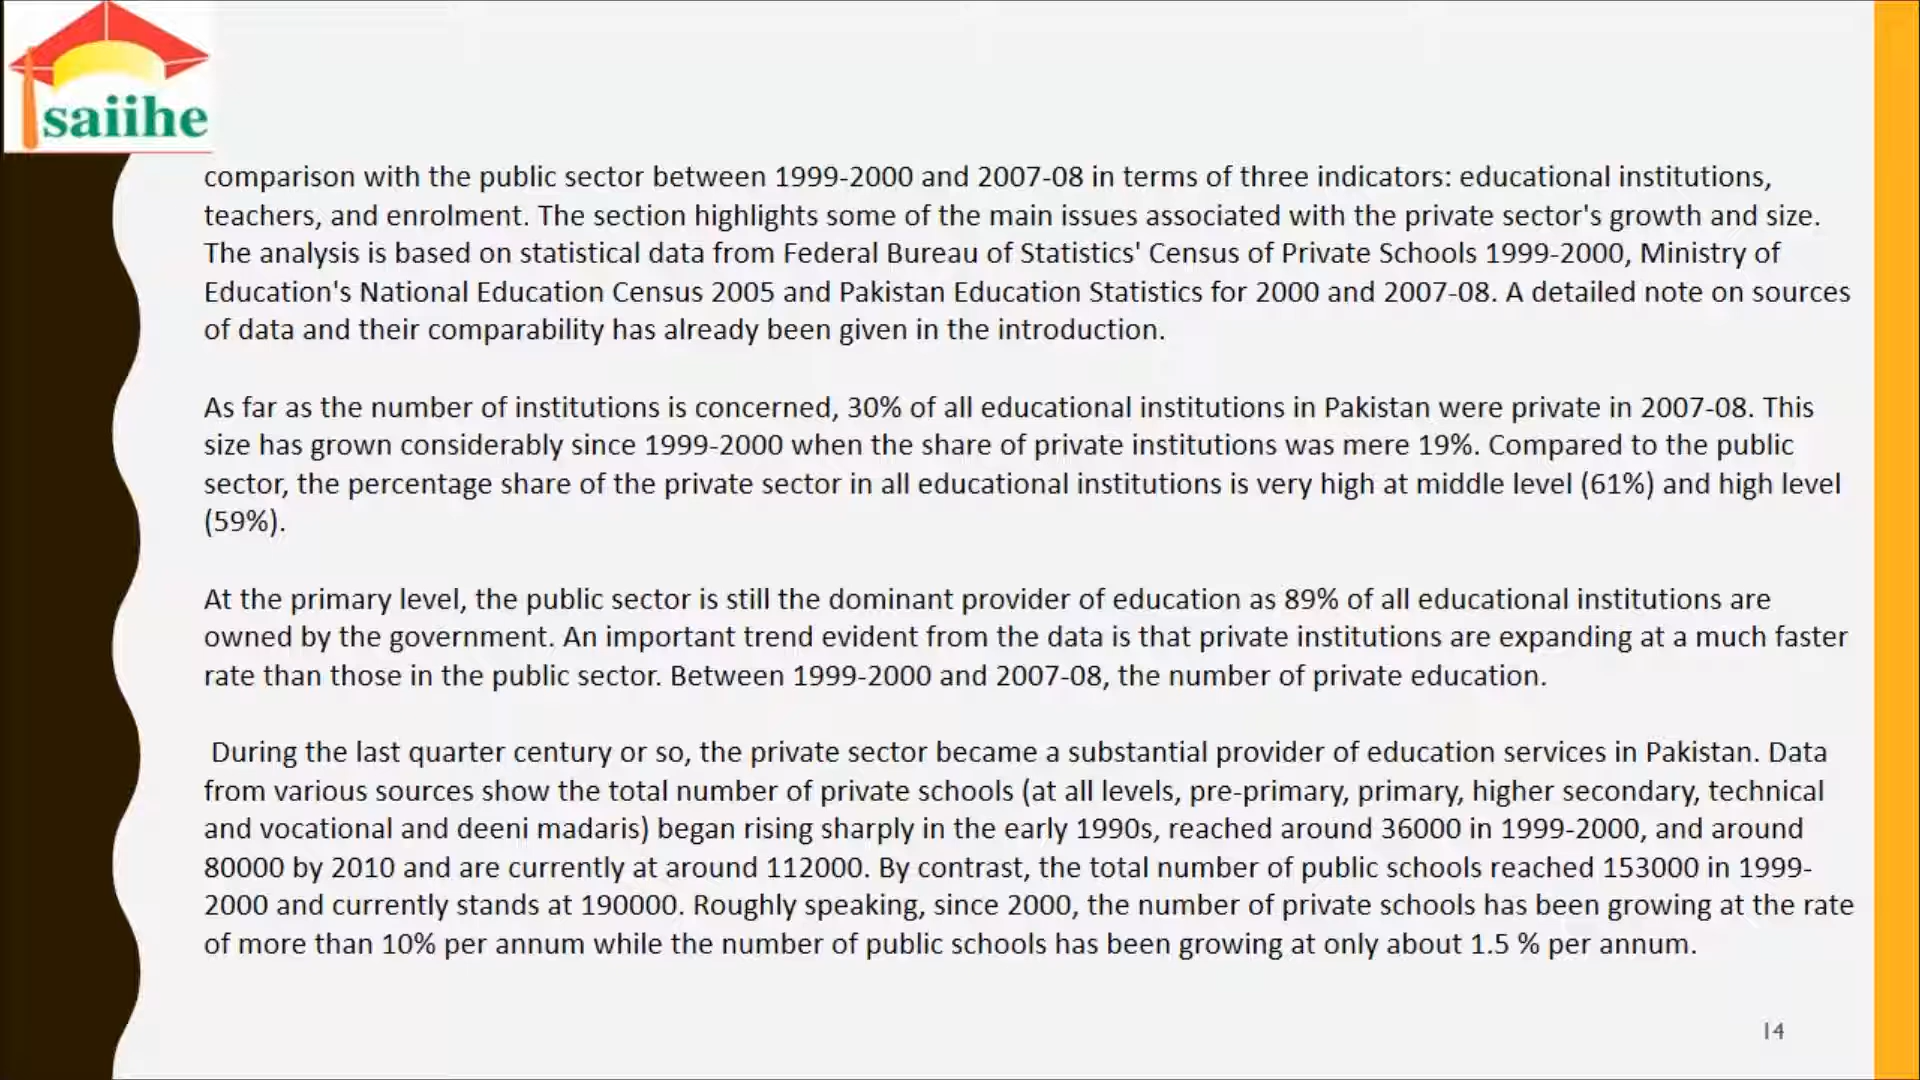 saiihe
comparison with the public sector between 1999-2000 and 2007-08 in terms of three indicators: educational institutions,
teachers, and enrolment. The section highlights some of the main issues associated with the private sector's growth and size.
The analysis is based on statistical data from Federal Bureau of Statistics' Census of Private Schools 1999-2000, Ministry of
Education's National Education Census 2005 and Pakistan Education Statistics for 2000 and 2007-08. A detailed note on sources
of data and their comparability has already been given in the introduction.
As far as the number of institutions is concerned, 30% of all educational institutions in Pakistan were private in 2007-08. This
size has grown considerably since 1999-2000 when the share of private institutions was mere 19%. Compared to the public
sector, the percentage share of the private sector in all educational institutions is very high at middle level (61%) and high level
(59%).
At the primary level, the public sector is still the dominant provider of education as 89% of all educational institutions are
owned by the government. An important trend evident from the data is that private institutions are expanding at a much faster
rate than those in the public sector. Between 1999-2000 and 2007-08, the number of private education.
During the last quarter century or so, the private sector became a substantial provider of education services in Pakistan. Data
from various sources show the total number of private schools (at all levels, pre-primary, primary, higher secondary, technical
and vocational and deeni madaris) began rising sharply in the early 1990s, reached around 36000 in 1999-2000, and around
80000 by 2010 and are currently at around 112000. By contrast, the total number of public schools reached 153000 in 1999-
2000 and currently stands at 190000. Roughly speaking, since 2000, the number of private schools has been growing at the rate
of more than 10% per annum while the number of public schools has been growing at only about 1.5 % per annum.
14